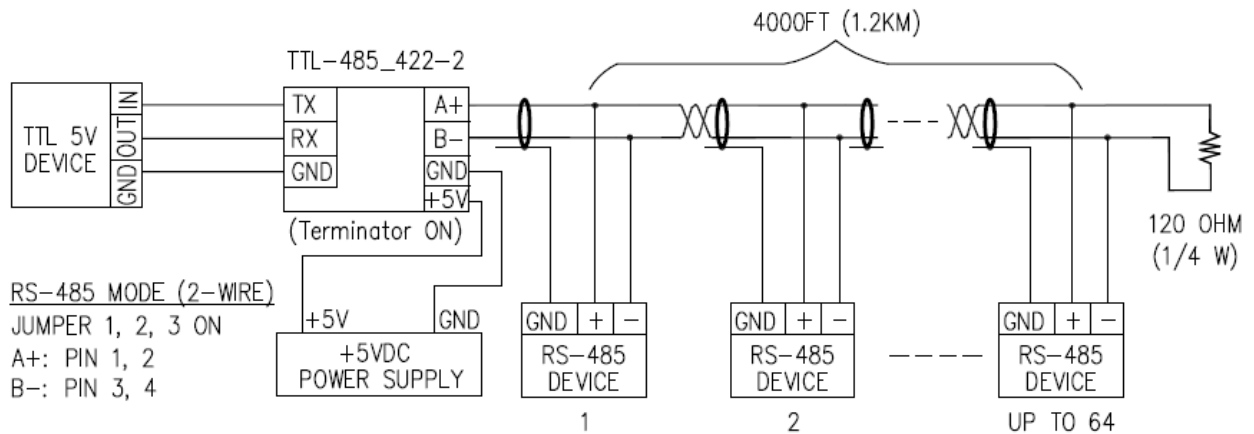 4000FT (1.2KM)
TTL-485_422-2
TTL 5V
DEVICE
IN
OUT
GND
TX
RX
GND
A+
B-
GND
+5V
(Terminator ON)
120 OHM
(1/4 W)
RS-485 MODE (2-WIRE)
JUMPER 1, 2, 3 ON
A+: PIN 1, 2
B-: PIN 3, 4
+5V
GND
+5VDC
POWER SUPPLY
GND + -
RS-485
DEVICE
1
GND + -
RS-485
DEVICE
2
GND + -
RS-485
DEVICE
UP TO 64